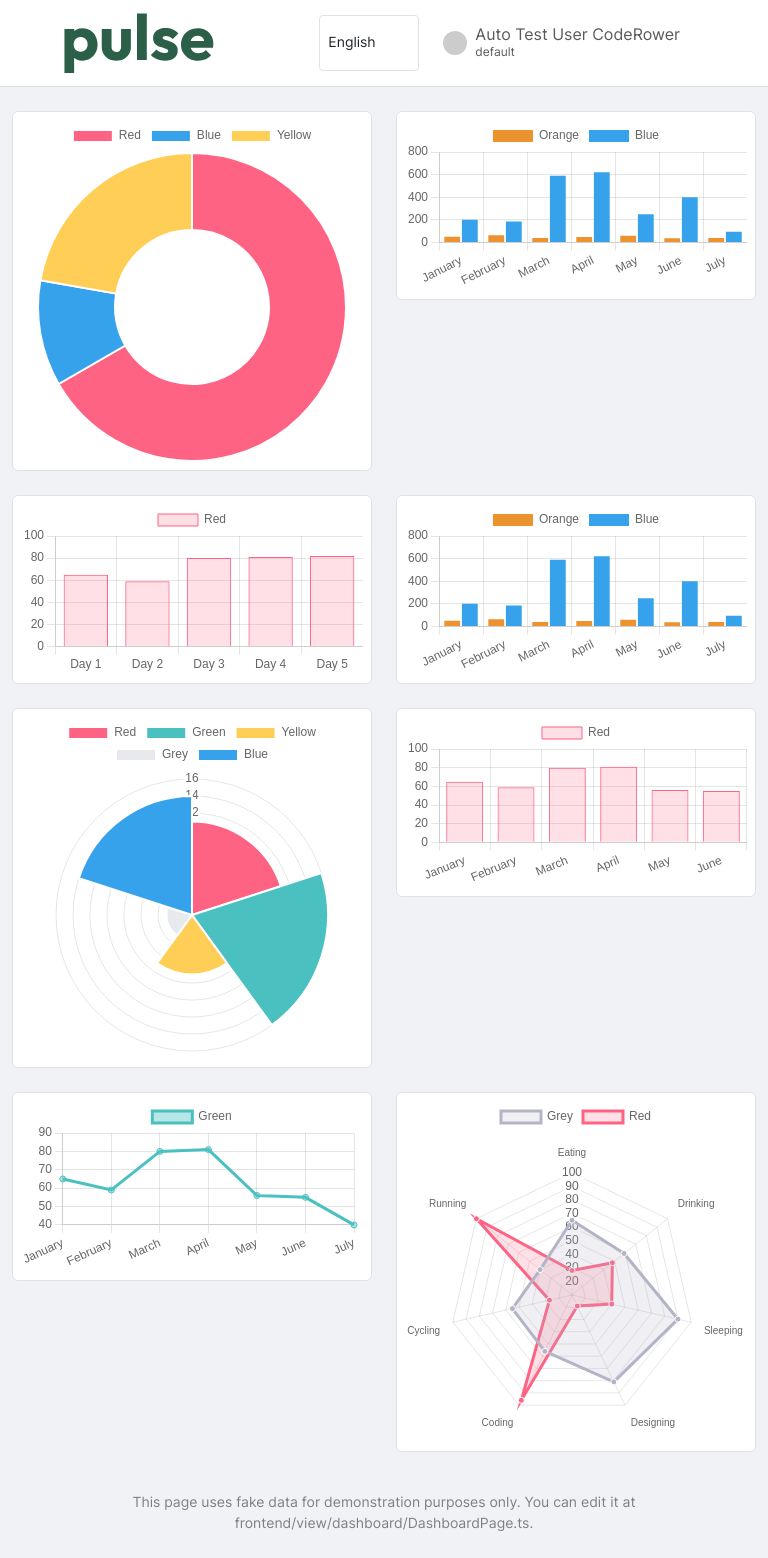 pulse
English
Auto Test User CodeRower
default
Red Blue Yellow
Orange Blue
800
600
400
200
0
January February March April May June July
Red
100
80
60
40
20
0
Day 1 Day 2 Day 3 Day 4 Day 5
Orange Blue
800
600
400
200
0
January February March April May June July
Red Green Yellow
Grey Blue
16
14
2
Red
100
80
60
40
20
0
January February March April May June
Green
90
80
70
60
50
40
January February March April May June July
Grey Red
Eating
100
90
80
70
60
50
40
30
20
Running
Drinking
Cycling
Sleeping
Coding
Designing
This page uses fake data for demonstration purposes only. You can edit it at
frontend/view/dashboard/DashboardPage.ts.